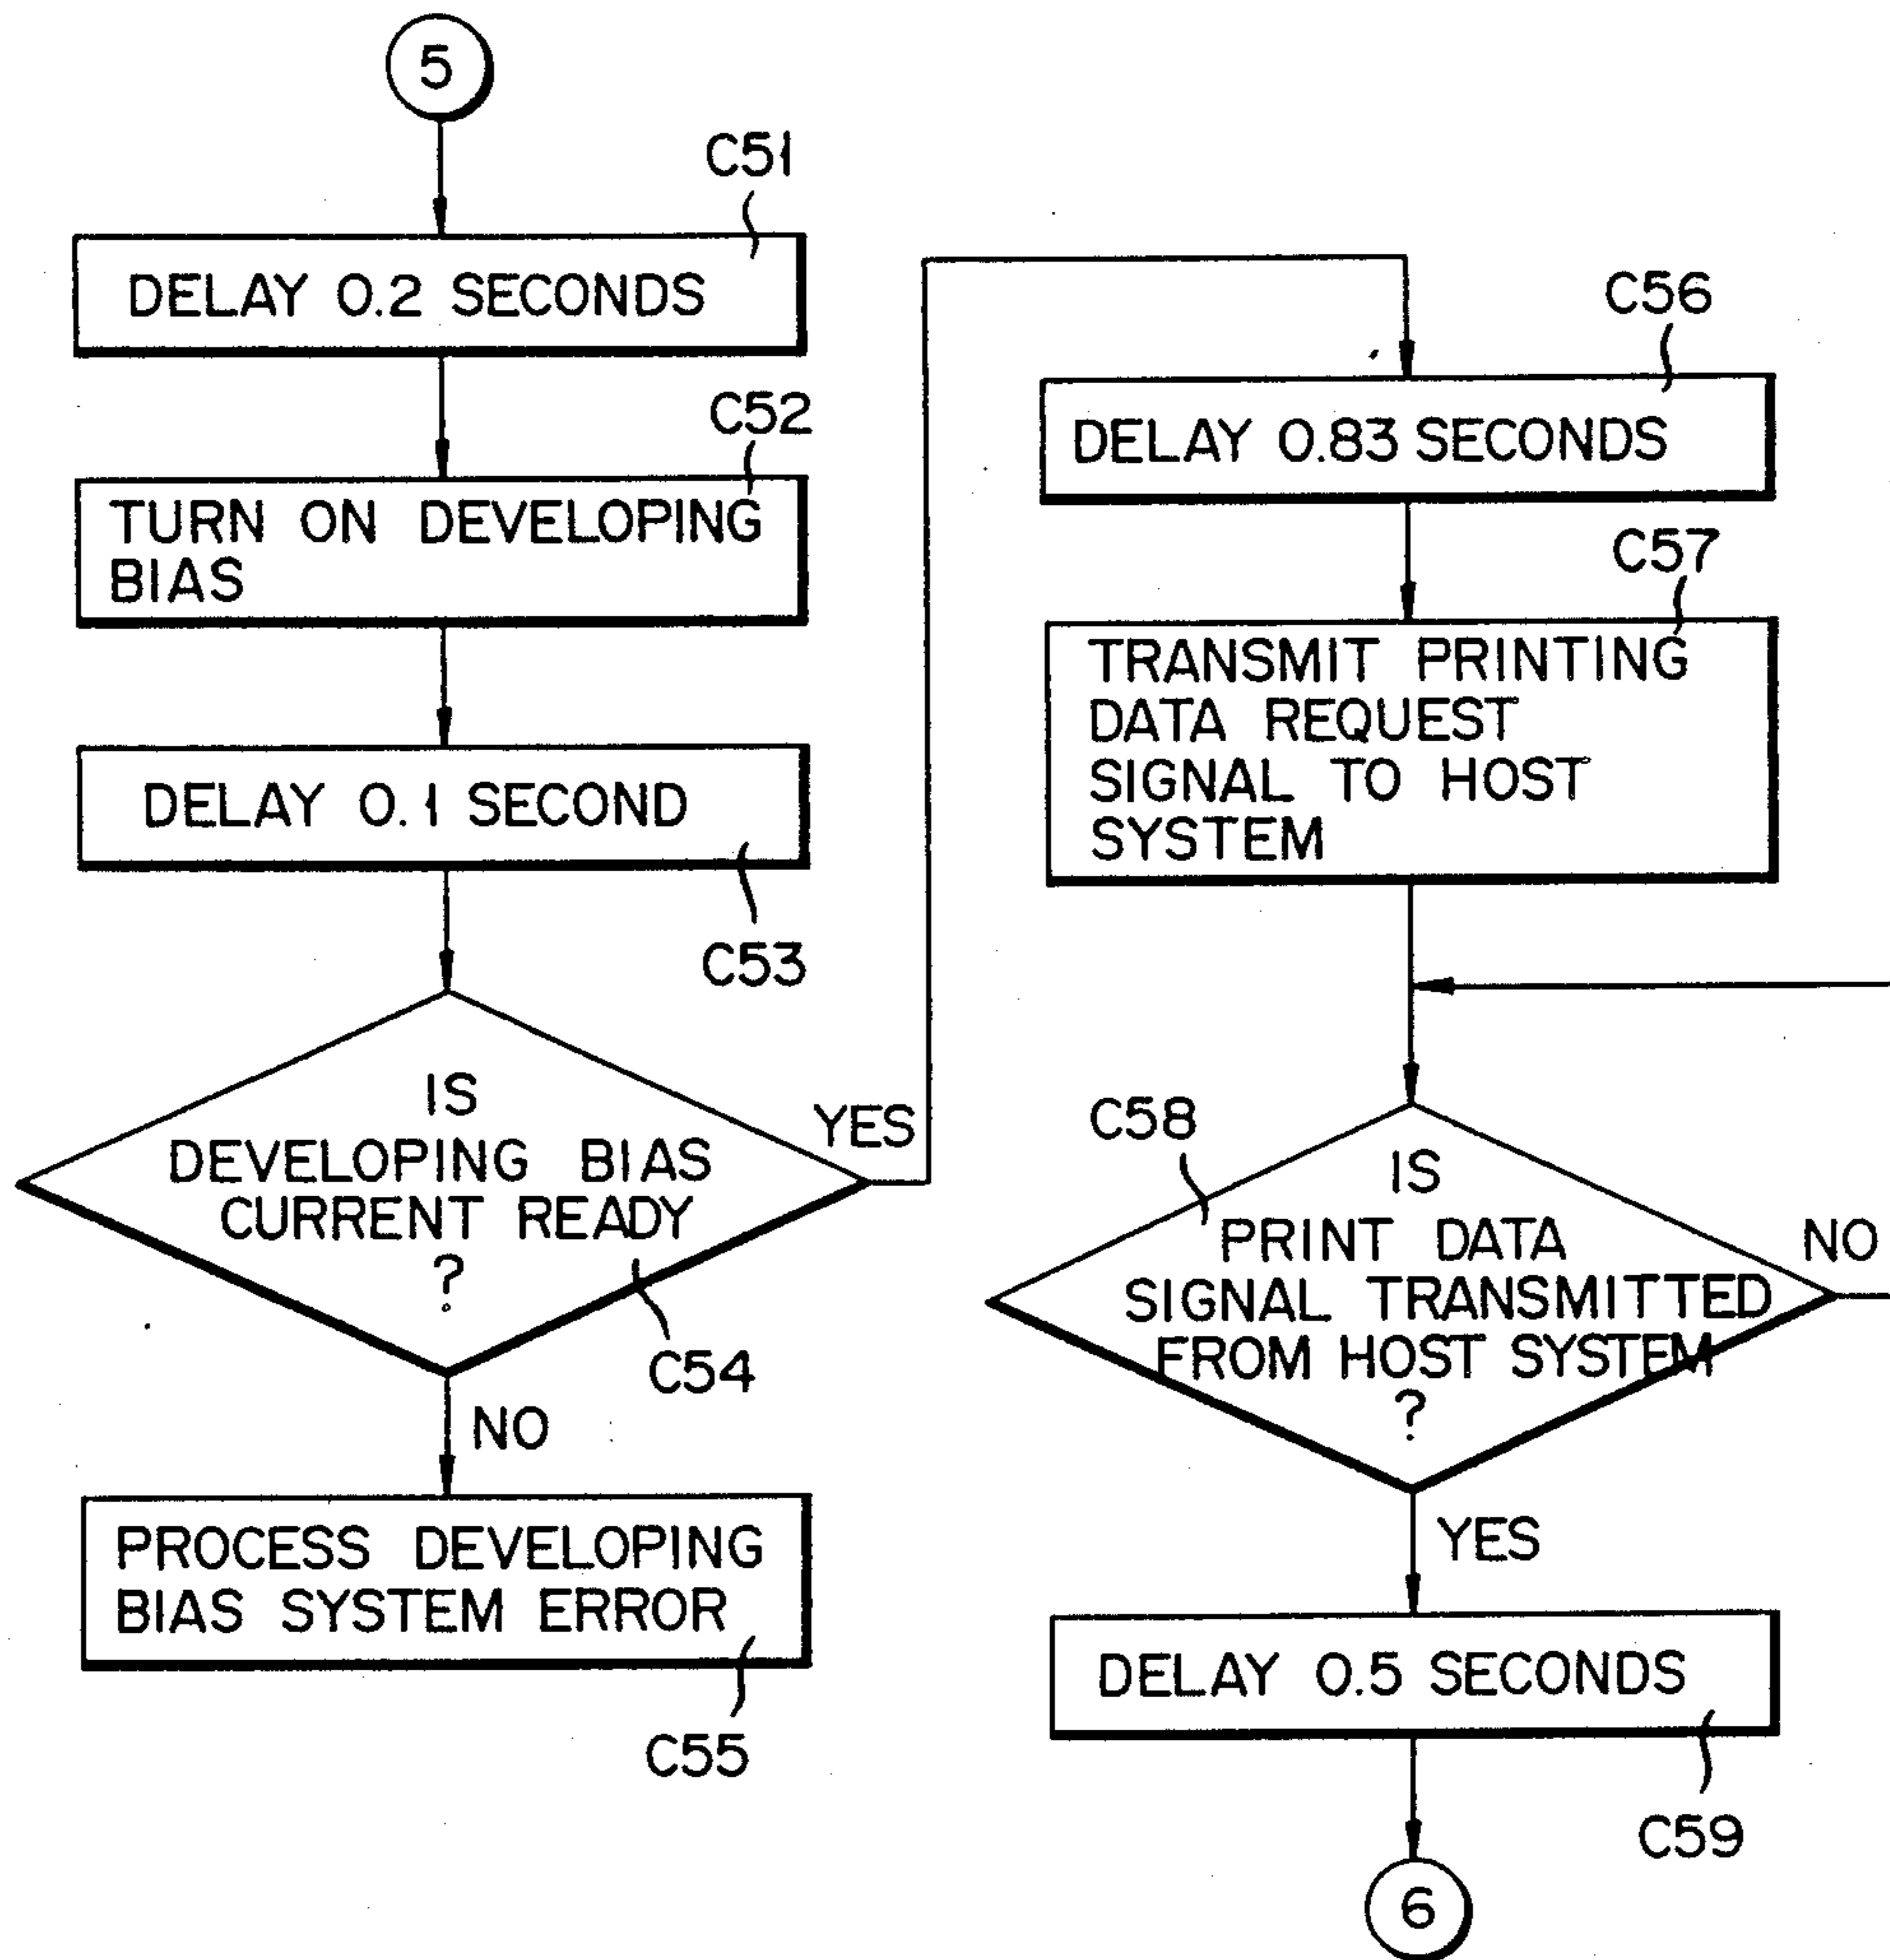 5
C51
DELAY 0.2 SECONDS
C52
TURN ON DEVELOPING
BIAS
DELAY 0.1 SECOND
C53
IS
DEVELOPING BIAS
CURRENT READY
?
YES
C54
NO
PROCESS DEVELOPING
BIAS SYSTEM ERROR
C55
C56
DELAY 0.83 SECONDS
C57
TRANSMIT PRINTING
DATA REQUEST
SIGNAL TO HOST
SYSTEM
C58
IS
PRINT DATA
SIGNAL TRANSMITTED
FROM HOST SYSTEM
?
NO
YES
DELAY 0.5 SECONDS
C59
6